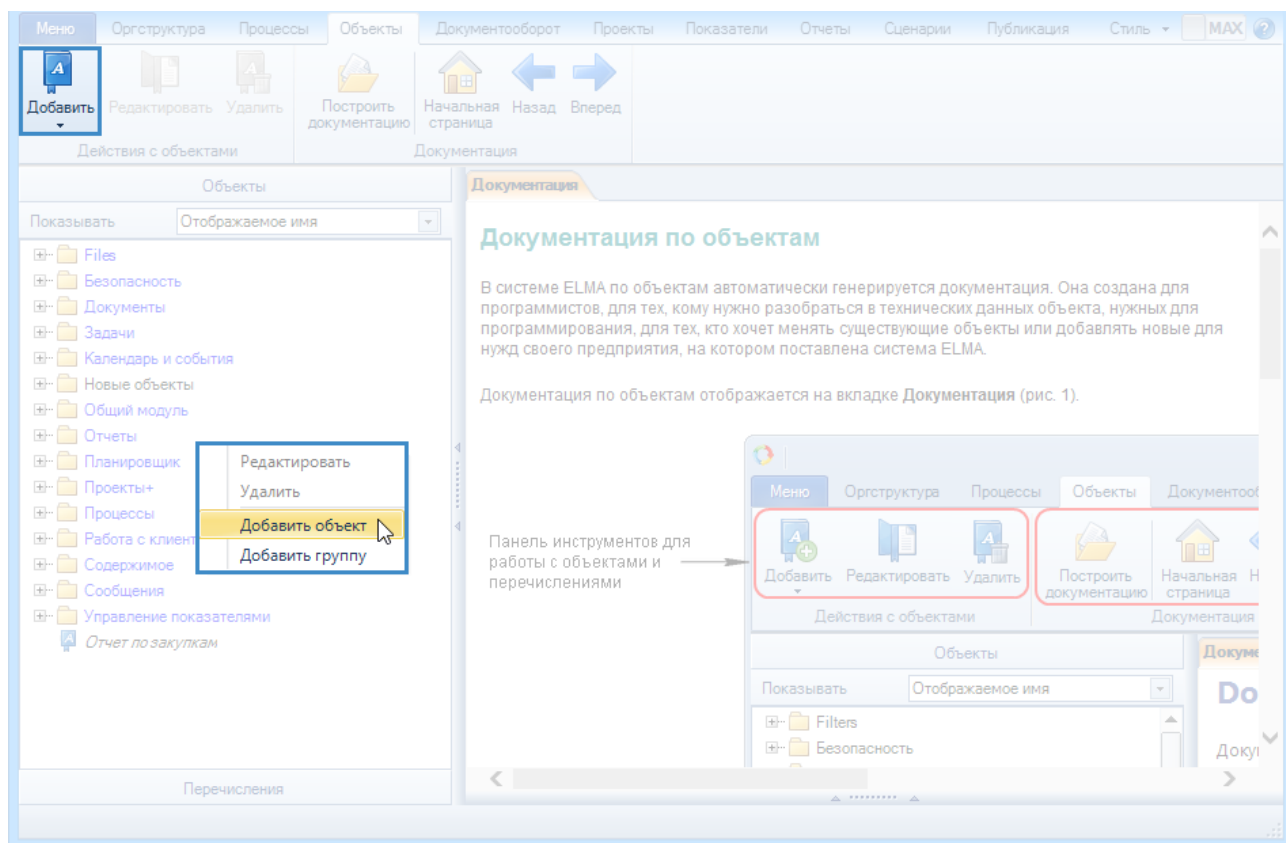 Меню Оргструктура Процессы Объекты Документооборот Проекты Показатели Отчеты Сценарии Публикация Стиль MAX
Добавить Редактировать Удалить Построить документацию Начальная страница Назад Вперед
Действия с объектами Документация
Объекты
Показывать Отображаемое имя
Files
Безопасность
Документы
Задачи
Календарь и события
Новые объекты
Общий модуль
Отчеты
Планировщик
Проекты+
Процессы
Работа с клиент
Содержимое
Сообщения
Управление показателями
Отчет по закупкам
Редактировать
Удалить
Добавить объект
Добавить группу
Перечисления
Документация
Документация по объектам
В системе ELMA по объектам автоматически генерируется документация. Она создана для
программистов, для тех, кому нужно разобраться в технических данных объекта, нужных для
программирования, для тех, кто хочет менять существующие объекты или добавлять новые для
нужд своего предприятия, на котором поставлена система ELMA.
Документация по объектам отображается на вкладке Документация (рис. 1).
Панель инструментов для
работы с объектами и
перечислениями
Меню Оргструктура Процессы Объекты Документооб
Добавить Редактировать Удалить Построить документацию Начальная страница Н
Действия с объектами Документация
Объекты
Докуме
Показывать Отображаемое имя
Do
Filters
Безопасность
Докум